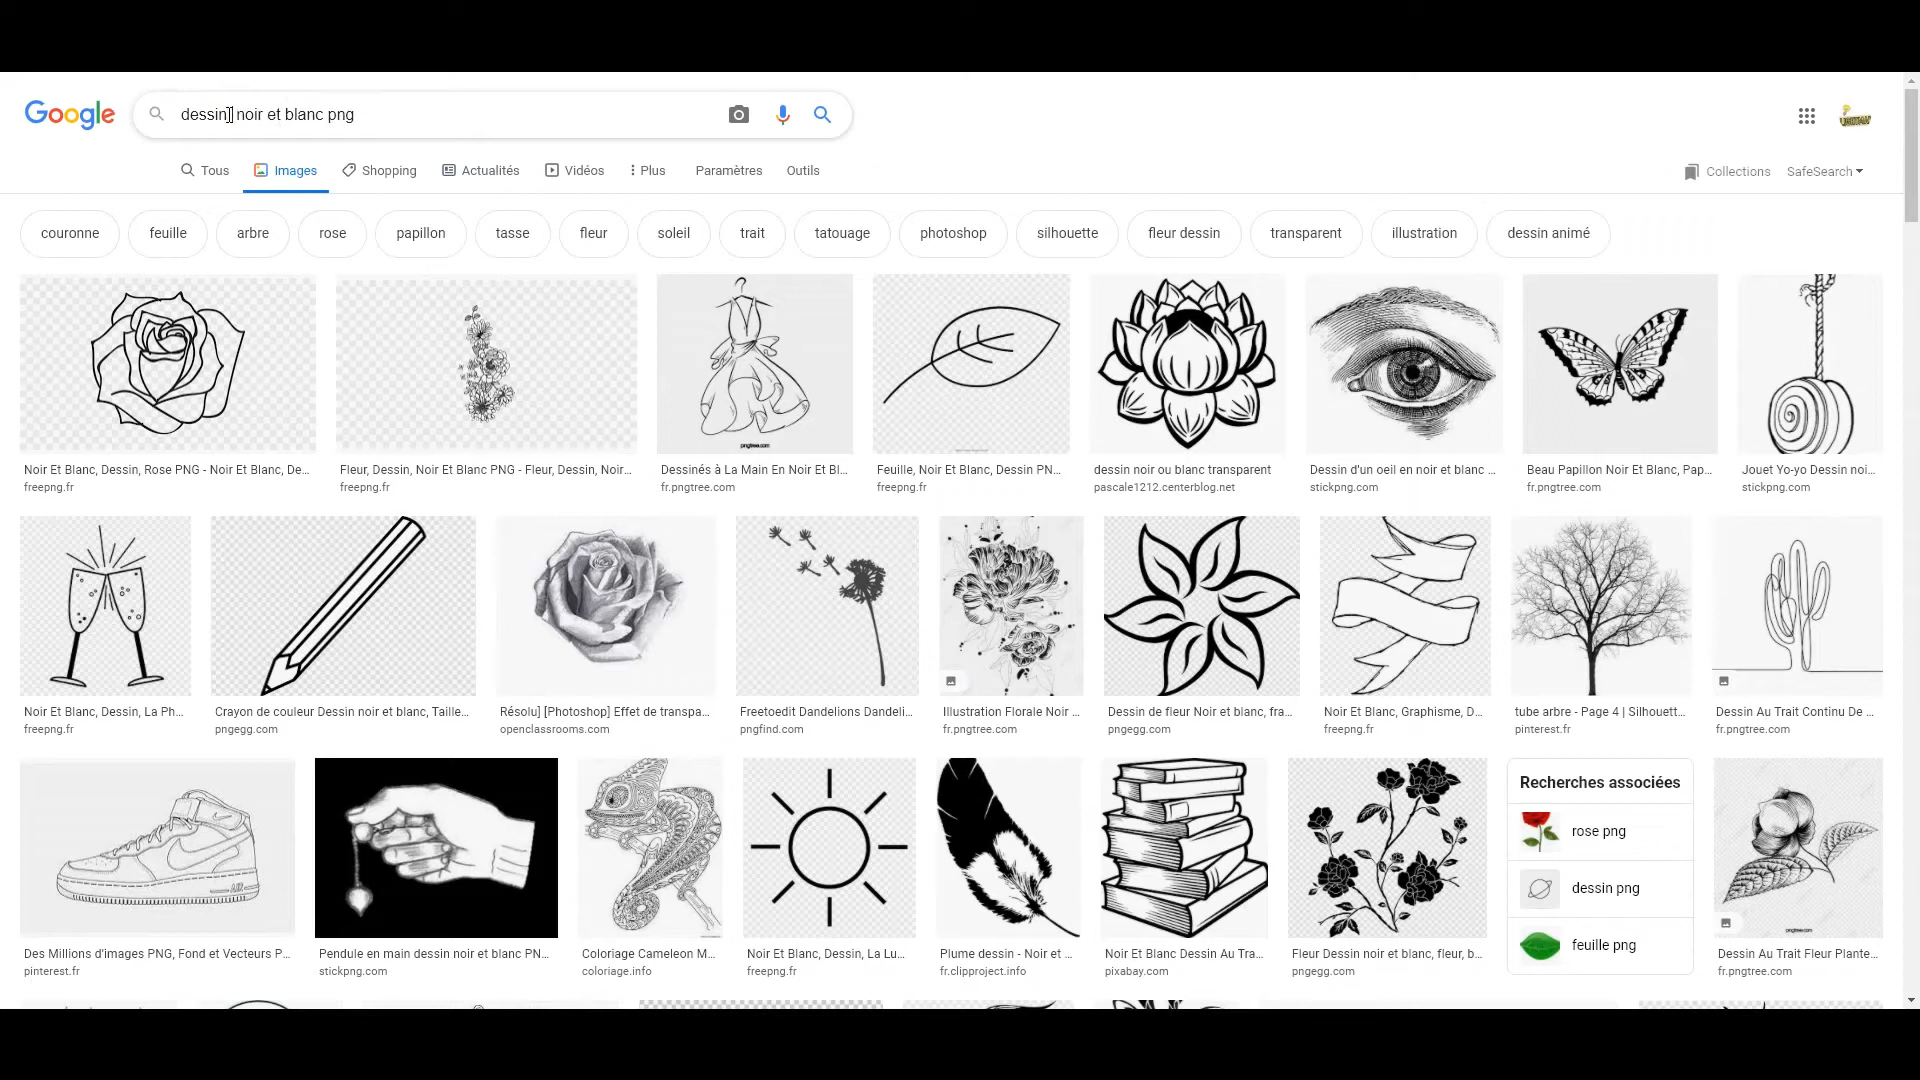 Google
dessin noir et blanc png
Tous Images Shopping Actualités Vidéos Plus Paramètres Outils
Collections SafeSearch
couronne feuille arbre rose papillon tasse fleur soleil trait tatouage photoshop silhouette fleur dessin transparent illustration dessin animé
pngtree.com
Noir Et Blanc, Dessin, Rose PNG - Noir Et Blanc, De...
freepng.fr
Fleur, Dessin, Noir Et Blanc PNG - Fleur, Dessin, Noir...
freepng.fr
Dessinés à La Main En Noir Et Bl...
fr.pngtree.com
Feuille, Noir Et Blanc, Dessin PN...
freepng.fr
dessin noir ou blanc transparent
pascale1212.centerblog.net
Dessin d'un oeil en noir et blanc ...
stickpng.com
Beau Papillon Noir Et Blanc, Pap...
fr.pngtree.com
Jouet Yo-yo Dessin noi...
stickpng.com
Noir Et Blanc, Dessin, La Ph...
freepng.fr
Crayon de couleur Dessin noir et blanc, Taille...
pngegg.com
Résolu] [Photoshop] Effet de transpa...
openclassrooms.com
Freetoedit Dandelions Dandeli...
pngfind.com
Illustration Florale Noir ...
fr.pngtree.com
Dessin de fleur Noir et blanc, fra...
pngegg.com
Noir Et Blanc, Graphisme, D...
freepng.fr
tube arbre - Page 4 | Silhouett...
pinterest.fr
Dessin Au Trait Continu De ...
fr.pngtree.com
AIR
Recherches associées
rose png
dessin png
feuille png
pngtree.com
Des Millions d'images PNG, Fond et Vecteurs P...
pinterest.fr
Pendule en main dessin noir et blanc PN...
stickpng.com
Coloriage Cameleon M...
coloriage.info
Noir Et Blanc, Dessin, La Lu...
freepng.fr
Plume dessin - Noir et ...
fr.clipproject.info
Noir Et Blanc Dessin Au Tra...
pixabay.com
Fleur Dessin noir et blanc, fleur, b...
pngegg.com
Dessin Au Trait Fleur Plante...
fr.pngtree.com